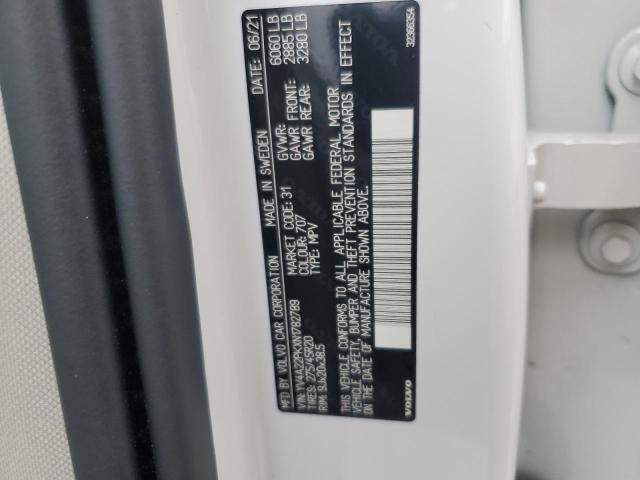 MFD BY VOLVO CAR CORPORATION MADE IN SWEDEN DATE: 06/21
VIN: YV4A22PKXM1782789 MARKET CODE: 31 GVWR: 6060 LB
TIRES: 275/45R20 COLOUR: 707 GAWR FRONT: 2885 LB
RIM: 9Jx20x38.5 TYPE: MPV GAWR REAR: 3280 LB
THIS VEHICLE CONFORMS TO ALL APPLICABLE FEDERAL MOTOR
VEHICLE SAFETY, BUMPER AND THEFT PREVENTION STANDARDS IN EFFECT
ON THE DATE OF MANUFACTURE SHOWN ABOVE.
VOLVO 32366354